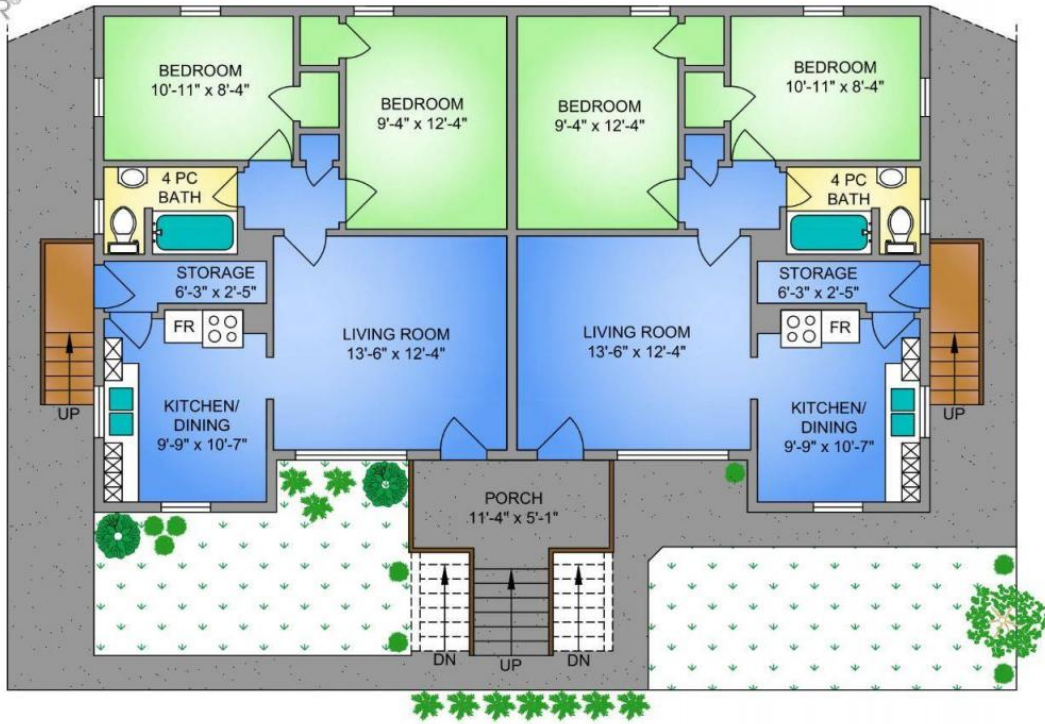 BEDROOM
10'-11" x 8'-4"
BEDROOM
9'-4" x 12'-4"
BEDROOM
9'-4" x 12'-4"
BEDROOM
10'-11" x 8'-4"
4 PC
BATH
4 PC
BATH
STORAGE
6'-3" x 2'-5"
STORAGE
6'-3" x 2'-5"
FR
LIVING ROOM
13'-6" x 12'-4"
LIVING ROOM
13'-6" x 12'-4"
FR
UP
KITCHEN/
DINING
9'-9" x 10'-7"
KITCHEN/
DINING
9'-9" x 10'-7"
UP
PORCH
11'-4" x 5'-1"
DN
UP
DN